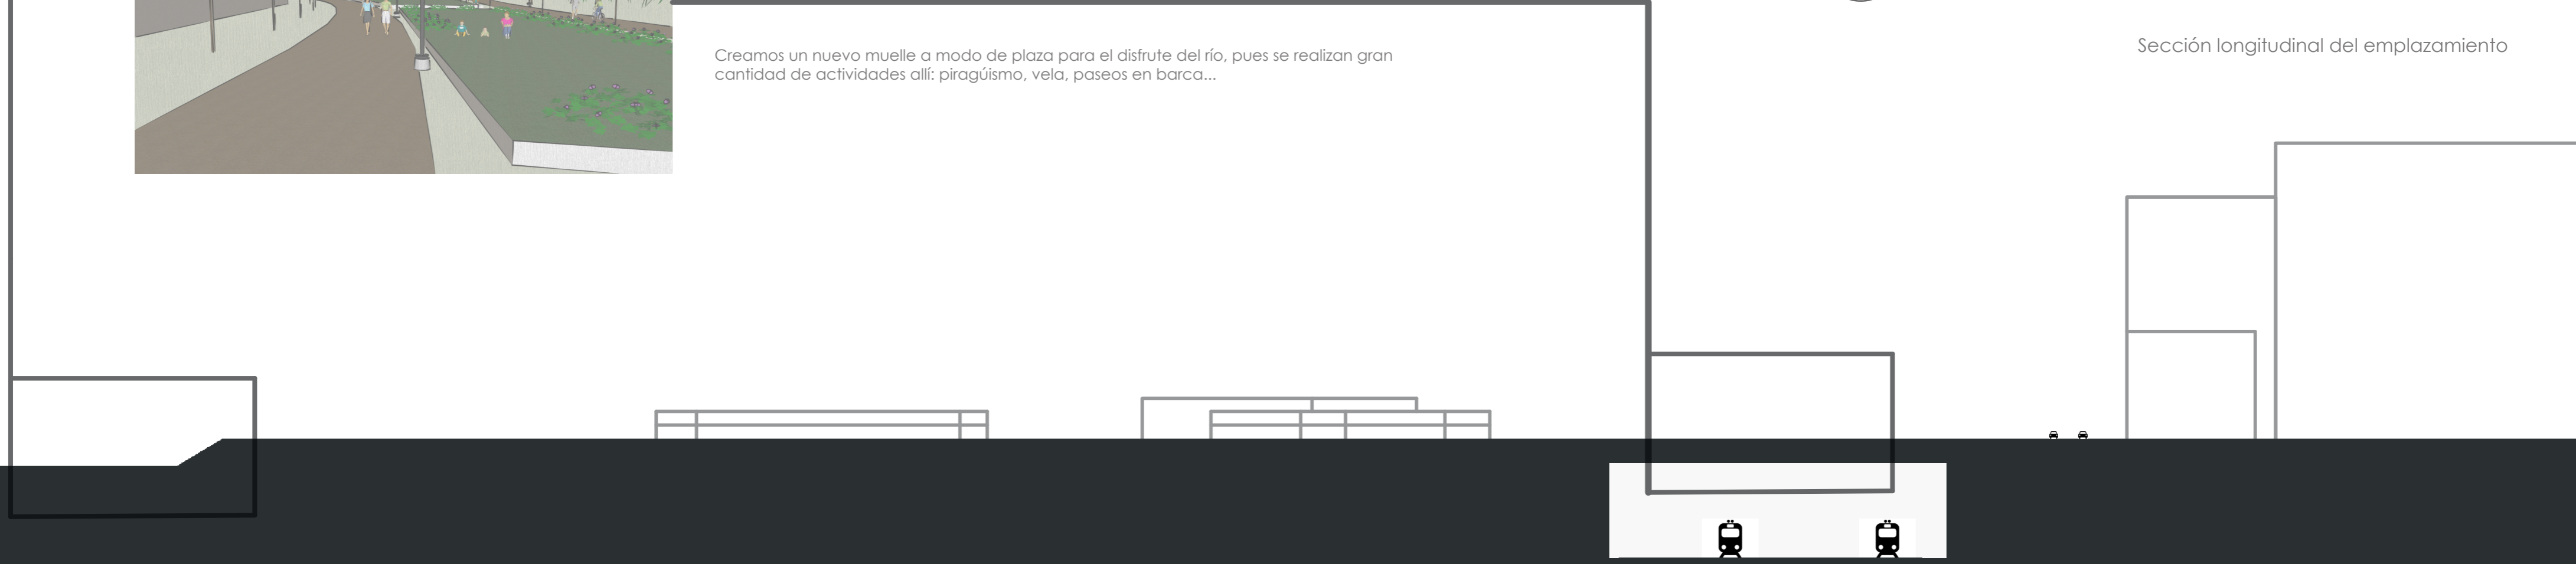 Creamos un nuevo muelle a modo de plaza para el disfrute del río, pues se realizan gran
cantidad de actividades allí: piragúismo, vela, paseos en barca...
Sección longitudinal del emplazamiento